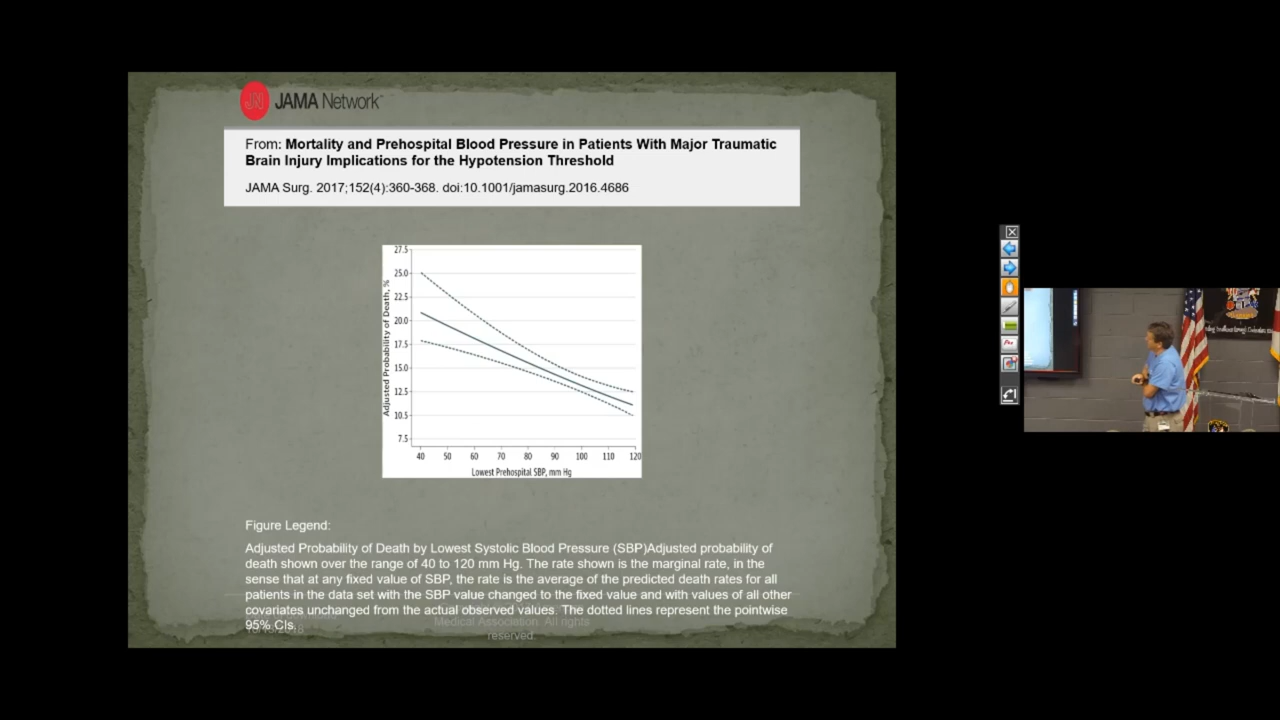 JN JAMA Network
From: Mortality and Prehospital Blood Pressure in Patients With Major Traumatic
Brain Injury Implications for the Hypotension Threshold
JAMA Surg. 2017;152(4):360-368. doi:10.1001/jamasurg.2016.4686
27.5
25.0
22.5
20.0
17.5
15.0
12.5
10.5
7.5
Adjusted Probability of Death, %
40 50 60 70 80 90 100 110 120
Lowest Prehospital SBP, mm Hg
Figure Legend:
Adjusted Probability of Death by Lowest Systolic Blood Pressure (SBP)Adjusted probability of
death shown over the range of 40 to 120 mm Hg. The rate shown is the marginal rate, in the
sense that at any fixed value of SBP, the rate is the average of the predicted death rates for all
patients in the data set with the SBP value changed to the fixed value and with values of all other
covariates unchanged from the actual observed values. The dotted lines represent the pointwise
95% CIs.
Medical Association. All rights
reserved.